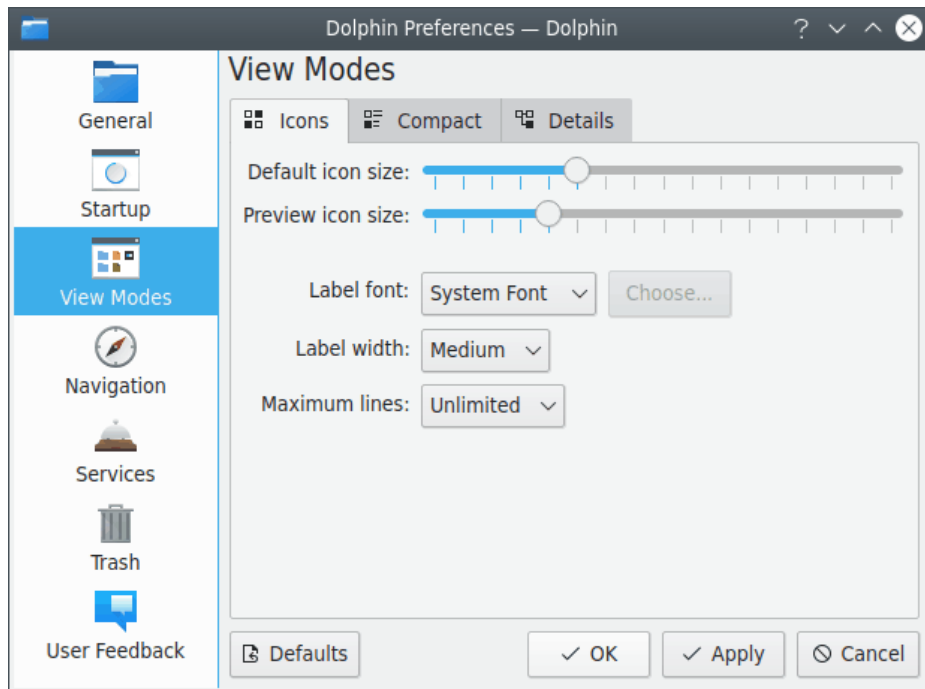 Dolphin Preferences — Dolphin
General
Startup
View Modes
Navigation
Services
Trash
User Feedback
View Modes
Icons Compact Details
Default icon size:
Preview icon size:
Label font: System Font Choose...
Label width: Medium
Maximum lines: Unlimited
Defaults OK Apply Cancel